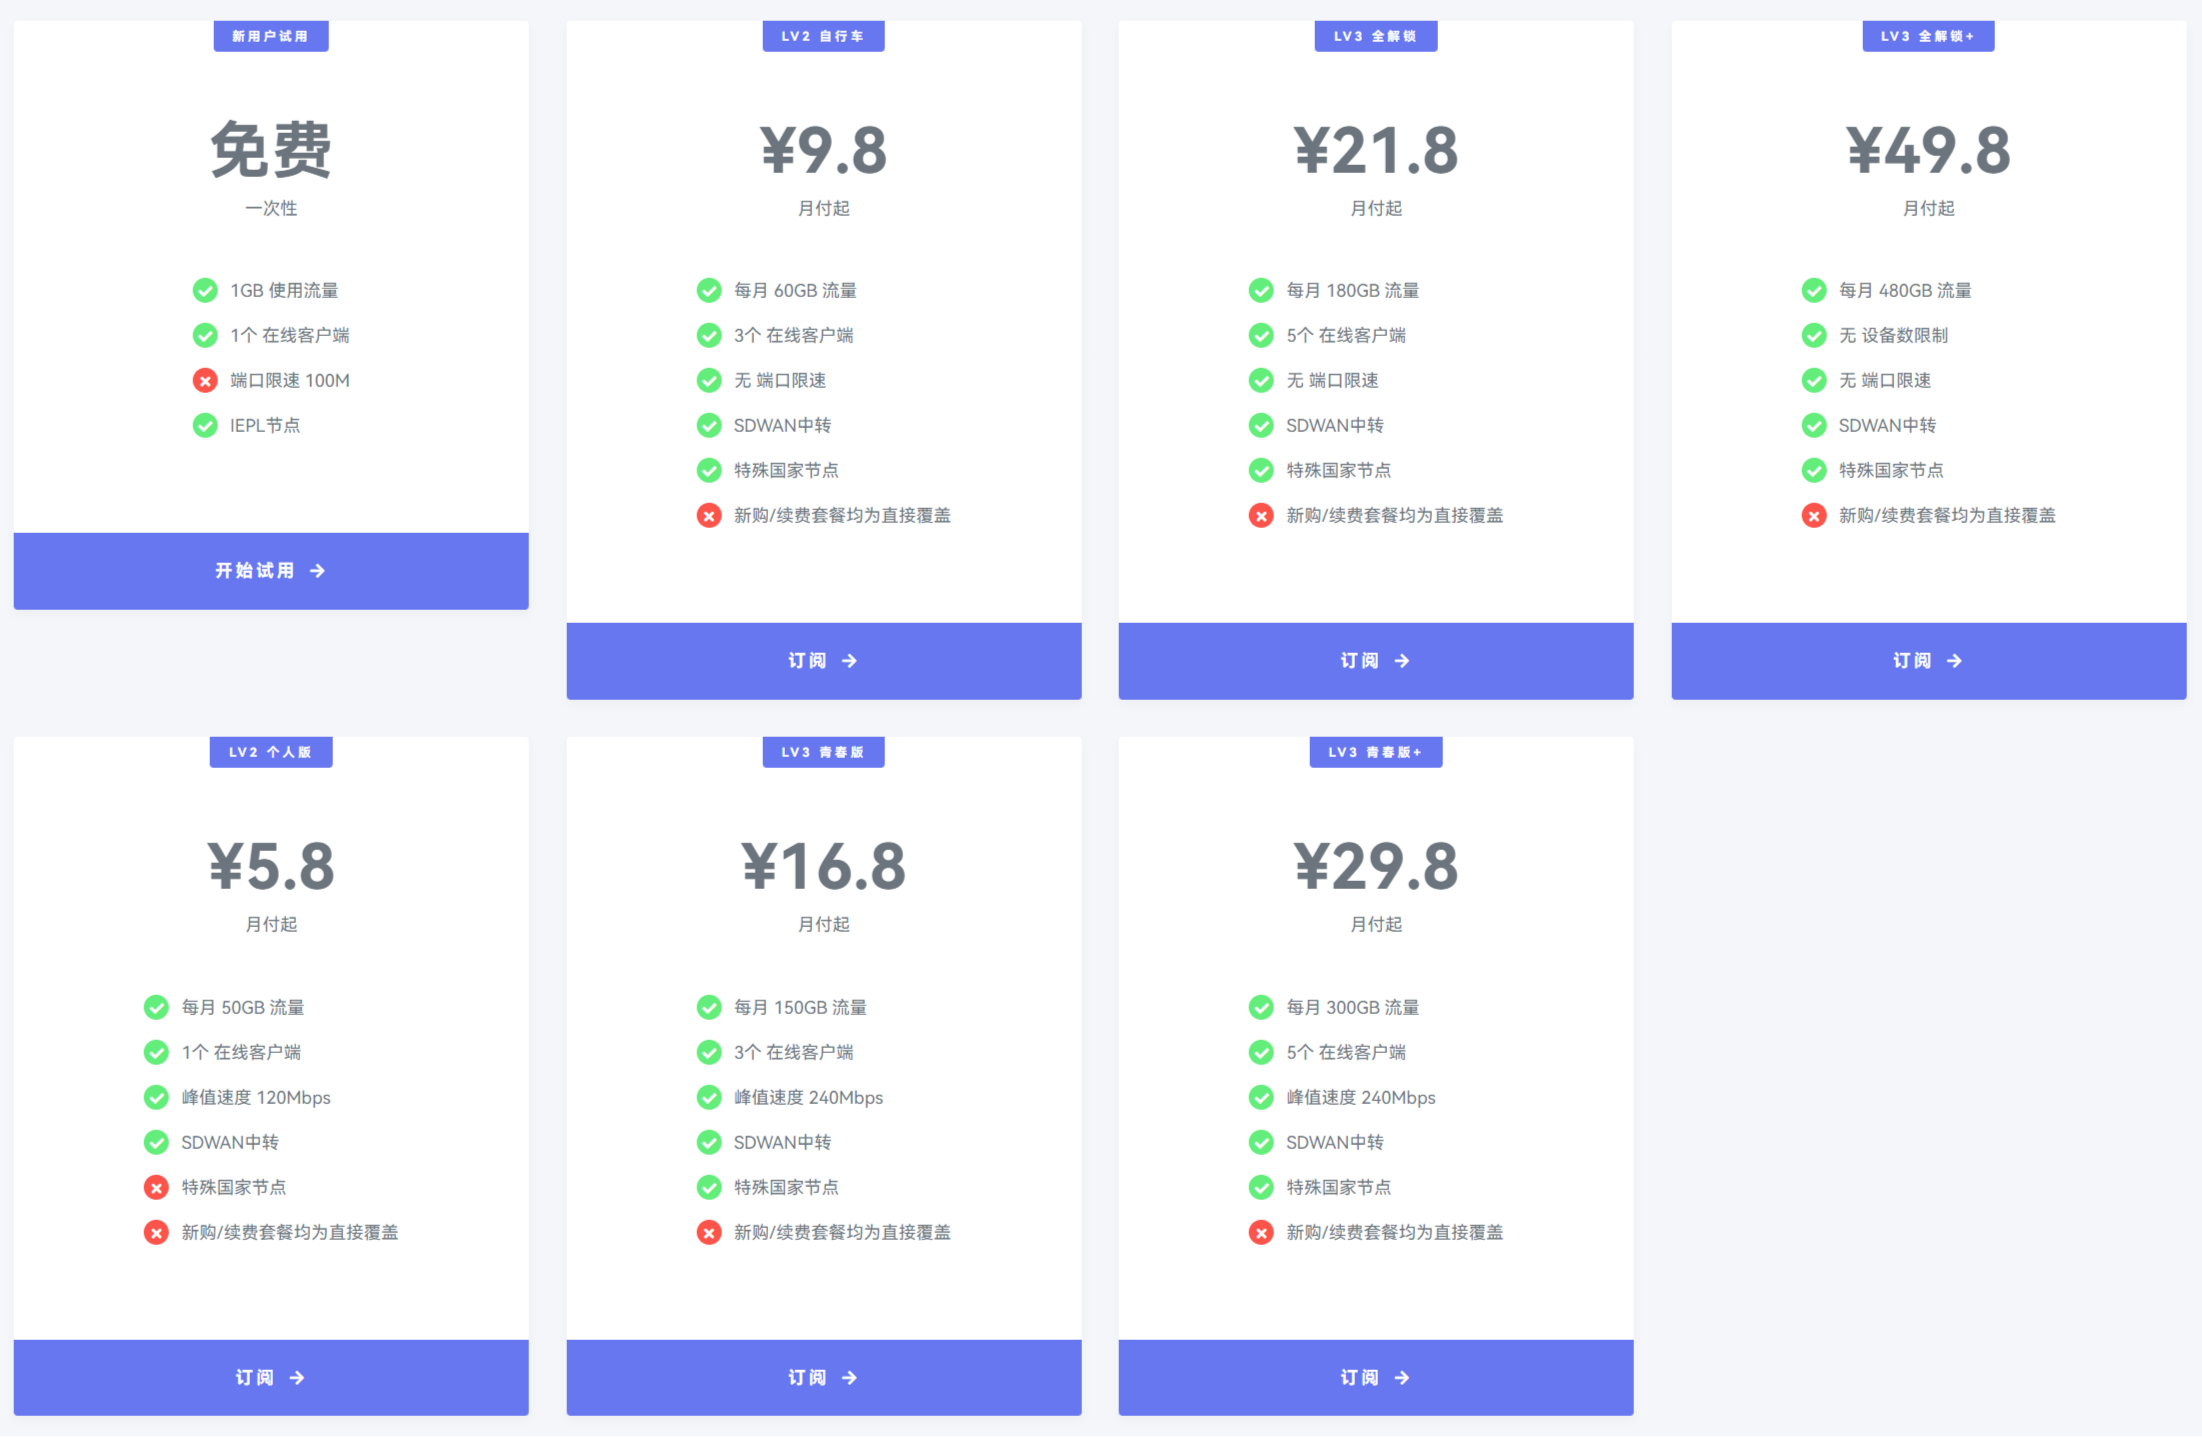 新用户试用
免费
一次性
1GB 使用流量
1个 在线客户端
端口限速 100M
IEPL节点
开始试用 →
LV2 自行车
¥9.8
月付起
每月 60GB 流量
3个 在线客户端
无 端口限速
SDWAN中转
特殊国家节点
新购/续费套餐均为直接覆盖
订阅 →
LV3 全解锁
¥21.8
月付起
每月 180GB 流量
5个 在线客户端
无 端口限速
SDWAN中转
特殊国家节点
新购/续费套餐均为直接覆盖
订阅 →
LV3 全解锁+
¥49.8
月付起
每月 480GB 流量
无 设备数限制
无 端口限速
SDWAN中转
特殊国家节点
新购/续费套餐均为直接覆盖
订阅 →
LV2 个人版
¥5.8
月付起
每月 50GB 流量
1个 在线客户端
峰值速度 120Mbps
SDWAN中转
特殊国家节点
新购/续费套餐均为直接覆盖
订阅 →
LV3 青春版
¥16.8
月付起
每月 150GB 流量
3个 在线客户端
峰值速度 240Mbps
SDWAN中转
特殊国家节点
新购/续费套餐均为直接覆盖
订阅 →
LV3 青春版+
¥29.8
月付起
每月 300GB 流量
5个 在线客户端
峰值速度 240Mbps
SDWAN中转
特殊国家节点
新购/续费套餐均为直接覆盖
订阅 →